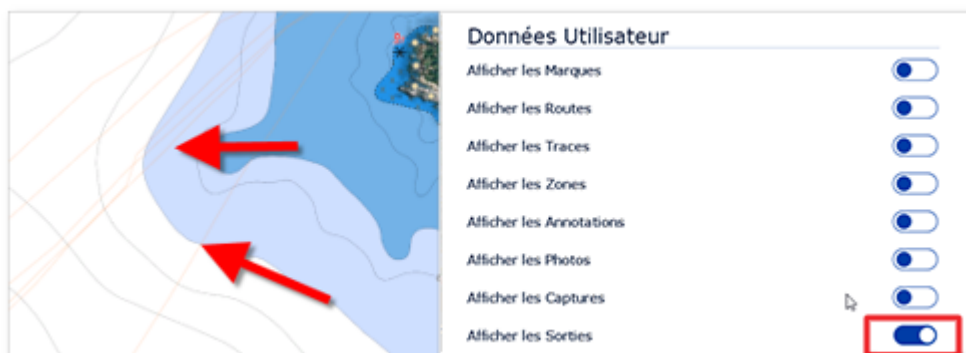 9
Données Utilisateur
Afficher les Marques
Afficher les Routes
Afficher les Traces
Afficher les Zones
Afficher les Annotations
Afficher les Photos
Afficher les Captures
Afficher les Sorties